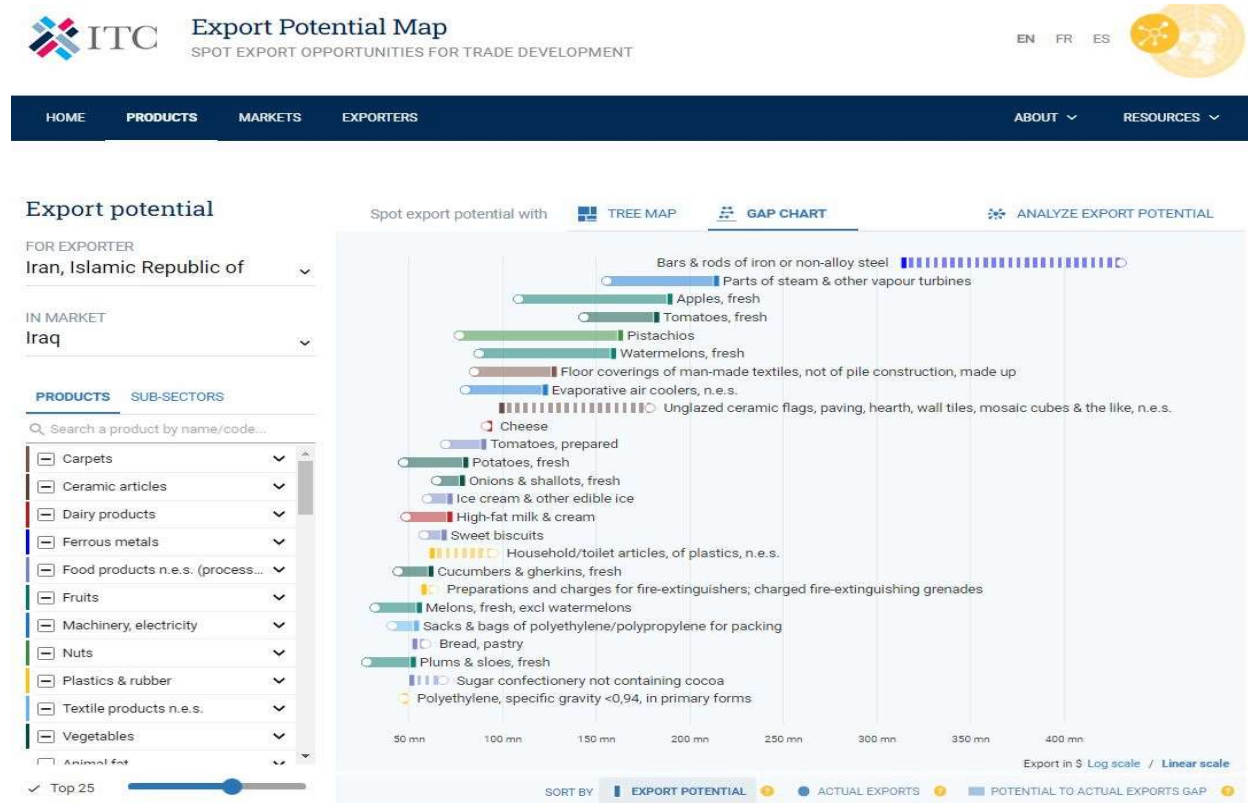 ITC
Export Potential Map
SPOT EXPORT OPPORTUNITIES FOR TRADE DEVELOPMENT
EN FR ES
HOME PRODUCTS MARKETS EXPORTERS ABOUT RESOURCES
Export potential
FOR EXPORTER
Iran, Islamic Republic of
IN MARKET
Iraq
PRODUCTS SUB-SECTORS
Search a product by name/code...
Carpets
Ceramic articles
Dairy products
Ferrous metals
Food products n.e.s. (process...
Fruits
Machinery, electricity
Nuts
Plastics & rubber
Textile products n.e.s.
Vegetables
Animal fat
Top 25
Spot export potential with TREE MAP GAP CHART ANALYZE EXPORT POTENTIAL
Bars & rods of iron or non-alloy steel
Parts of steam & other vapour turbines
Apples, fresh
Tomatoes, fresh
Pistachios
Watermelons, fresh
Floor coverings of man-made textiles, not of pile construction, made up
Evaporative air coolers, n.e.s.
Unglazed ceramic flags, paving, hearth, wall tiles, mosaic cubes & the like, n.e.s.
Cheese
Tomatoes, prepared
Potatoes, fresh
Onions & shallots, fresh
Ice cream & other edible ice
High-fat milk & cream
Sweet biscuits
Household/toilet articles, of plastics, n.e.s.
Cucumbers & gherkins, fresh
Preparations and charges for fire-extinguishers; charged fire-extinguishing grenades
Melons, fresh, excl watermelons
Sacks & bags of polyethylene/polypropylene for packing
Bread, pastry
Plums & sloes, fresh
Sugar confectionery not containing cocoa
Polyethylene, specific gravity <0,94, in primary forms
50 mn 100 mn 150 mn 200 mn 250 mn 300 mn 350 mn 400 mn
Export in $ Log scale / Linear scale
SORT BY EXPORT POTENTIAL ? ACTUAL EXPORTS ? POTENTIAL TO ACTUAL EXPORTS GAP ?